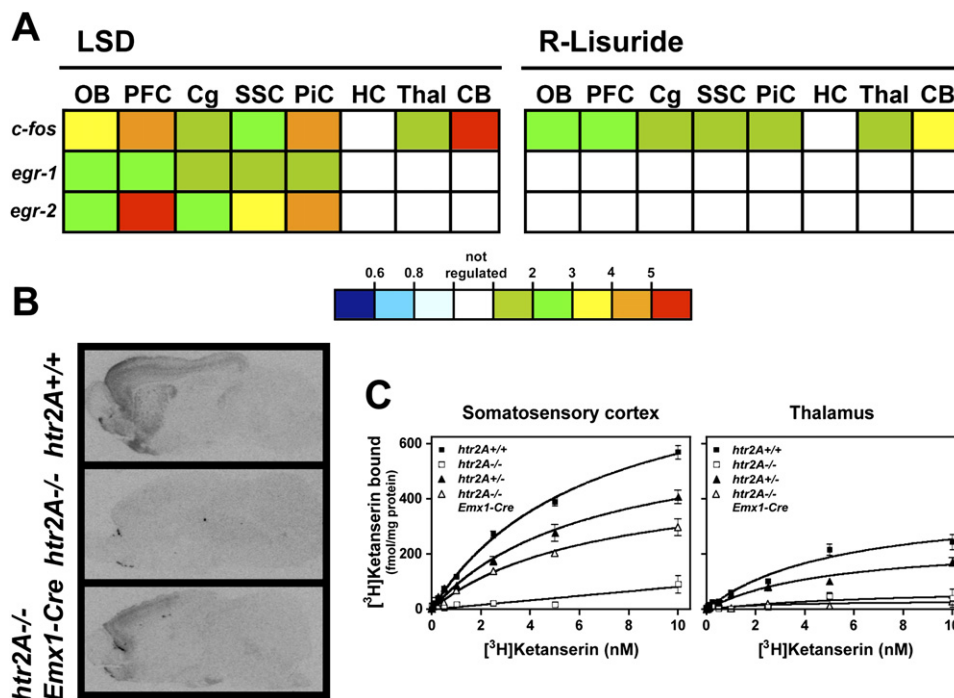 A
LSD
R-Lisuride
OB PFC Cg SSC PiC HC Thal CB
OB PFC Cg SSC PiC HC Thal CB
c-fos
egr-1
egr-2
not
0.6 0.8 regulated 2 3 4 5
B
htr2A+/+
htr2A-/-
htr2A-/-
Emx1-Cre
C
Somatosensory cortex
Thalamus
[³H]Ketanserin bound
(fmol/mg protein)
600
400
200
0
htr2A+/+
htr2A-/-
htr2A+/-
htr2A-/-
Emx1-Cre
htr2A+/+
htr2A-/-
htr2A+/-
htr2A-/-
Emx1-Cre
0 2 4 6 8 10
0 2 4 6 8 10
[³H]Ketanserin (nM)
[³H]Ketanserin (nM)